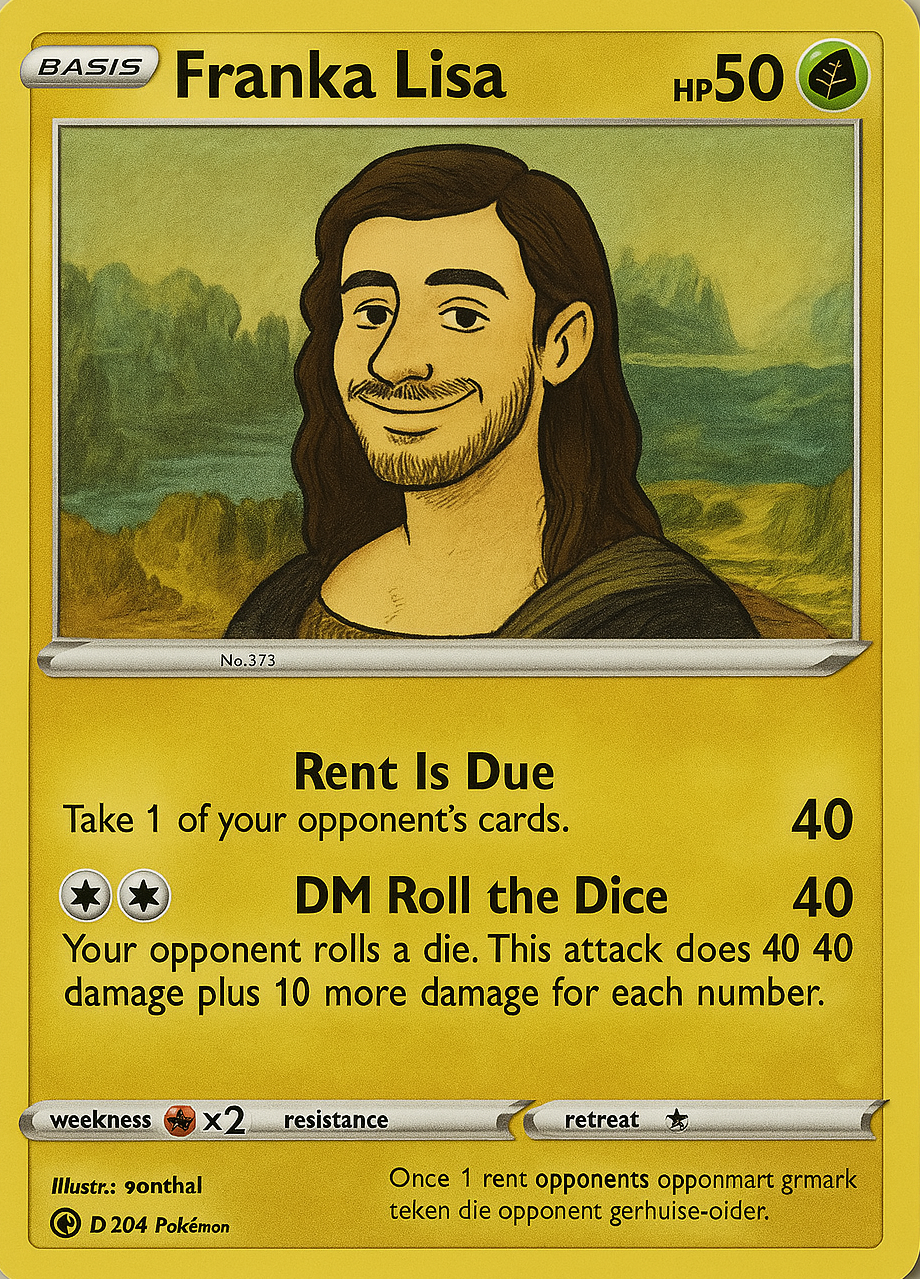 BASIS Franka Lisa HP50
No.373
Rent Is Due
Take 1 of your opponent's cards. 40
DM Roll the Dice 40
Your opponent rolls a die. This attack does 40 40
damage plus 10 more damage for each number.
weekness x2 resistance retreat
Illustr.: 9onthal
D 204 Pokémon
Once 1 rent opponents opponmart grmark
teken die opponent gerhuise-oider.